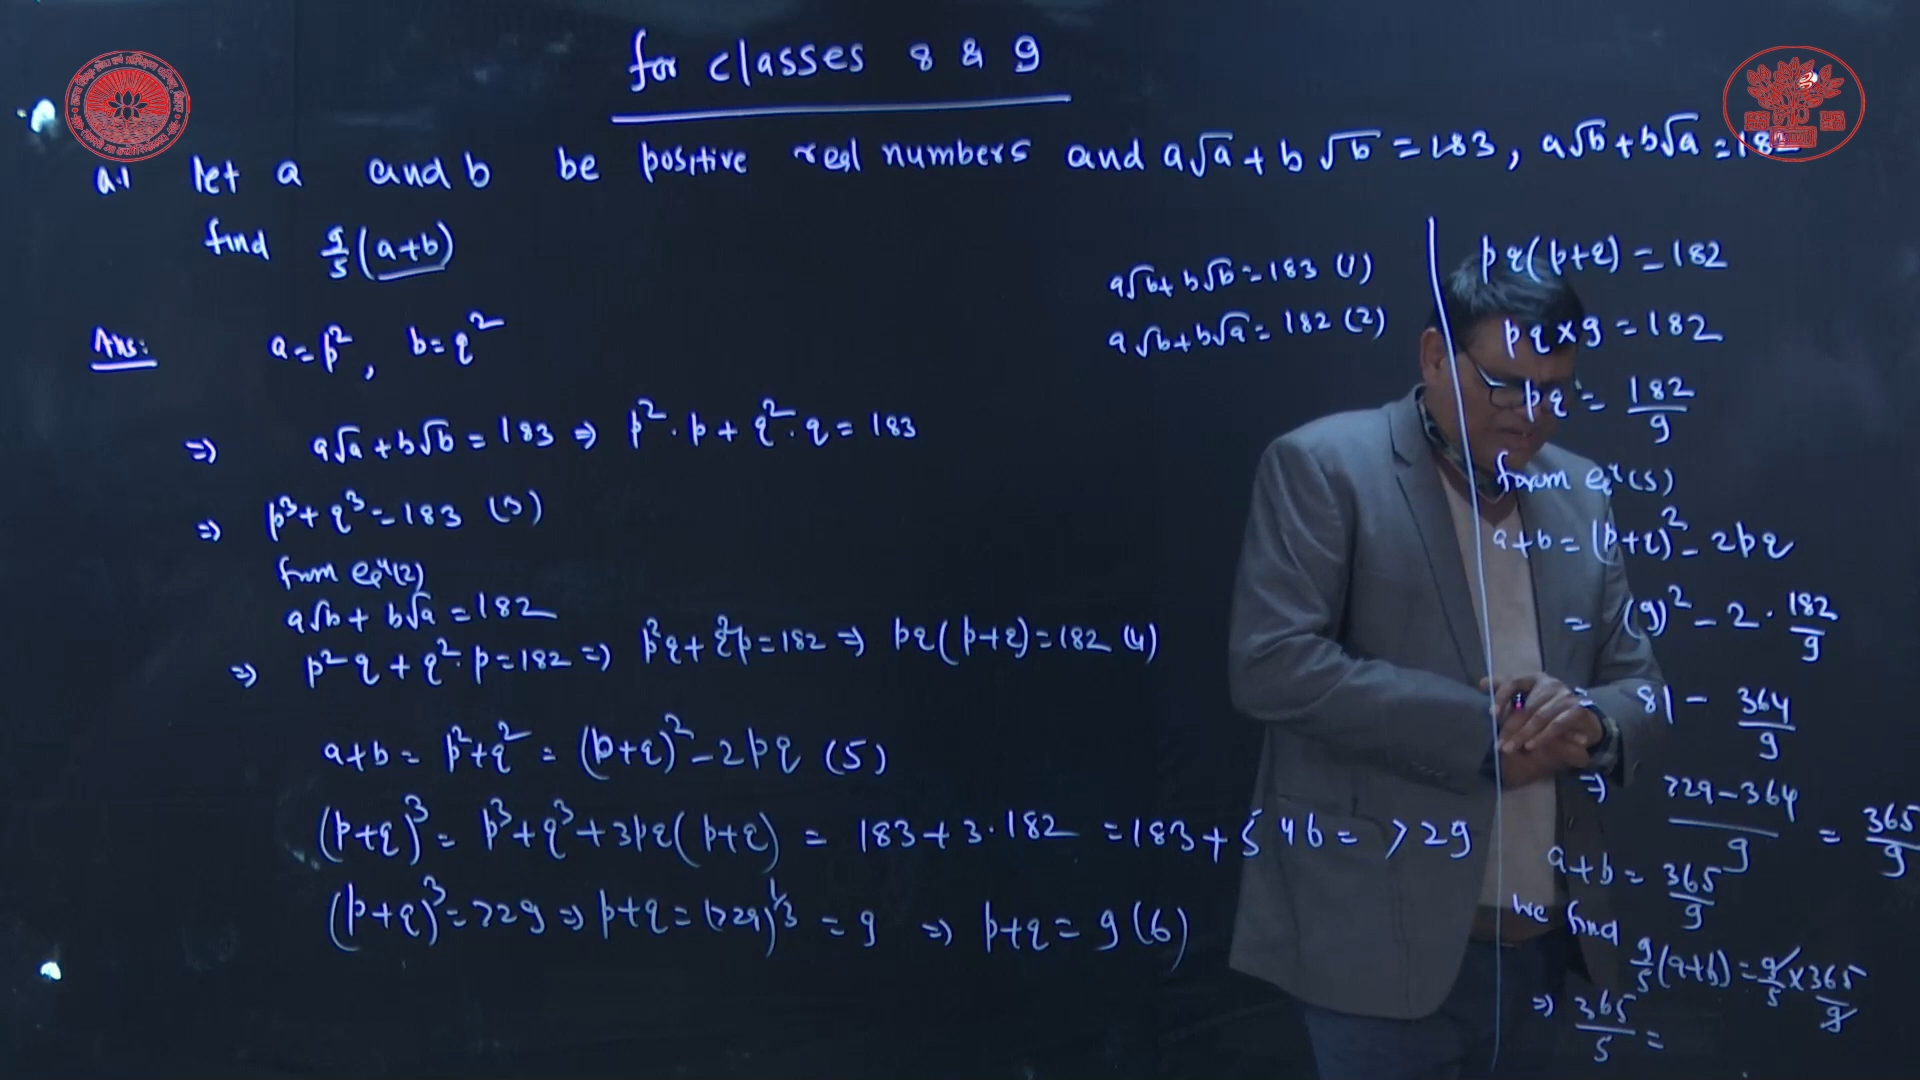 for classes 8 & 9
Q.1 let a and b be positive real numbers and a√a + b√b = 183, a√b + b√a = 182
find 9/5 (a+b)
a√b + b√b = 183 (1)
a√b + b√a = 182 (2)
Ans: a = p², b = q²
⇒ a√a + b√b = 183 ⇒ p².p + q².q = 183
⇒ p³ + q³ = 183 (3)
from eqⁿ(2)
a√b + b√a = 182
⇒ p² q + q².p = 182 ⇒ p²q + q²p = 182 ⇒ pq(p+q) = 182 (4)
a+b = p²+q² = (p+q)² - 2pq (5)
(p+q)³ = p³+q³+3pq(p+q) = 183+3.182 = 183+546 = 729
(p+q)³ = 729 ⇒ p+q = (729)^1/3 = 9 ⇒ p+q = 9 (6)
pq(p+q) = 182
pq×9 = 182
pq = 182/9
from eqⁿ(5)
a+b = (p+q)² - 2pq
= (9)² - 2 . 182/9
= 81 - 364/9
⇒ 729-364/9 = 365/9
a+b = 365/9
we find
9/5(a+b) = 9/5 × 365/9
⇒ 365/5 =